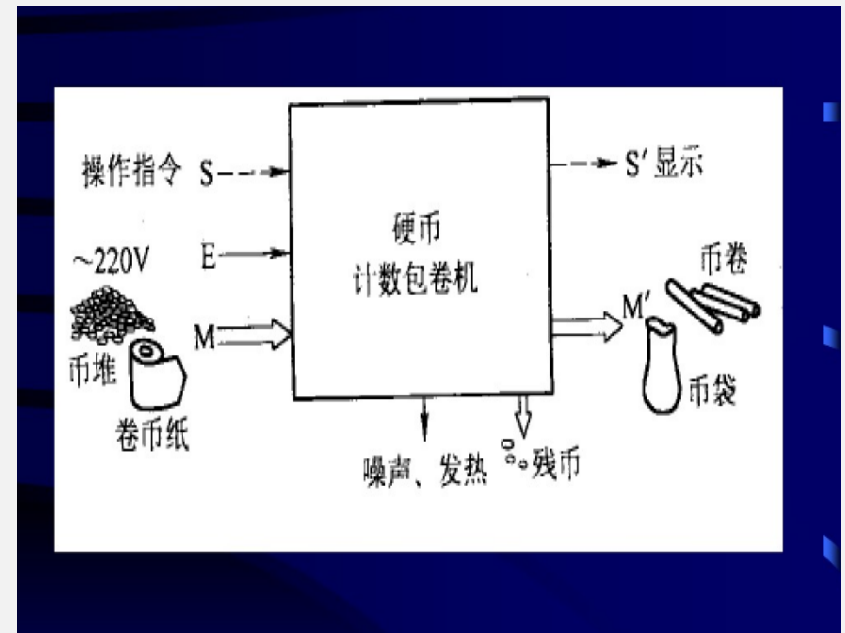 操作指令 S
S′显示
~220V
E
硬币
计数包卷机
币卷
M
M′
币堆
币袋
卷币纸
噪声、发热
残币